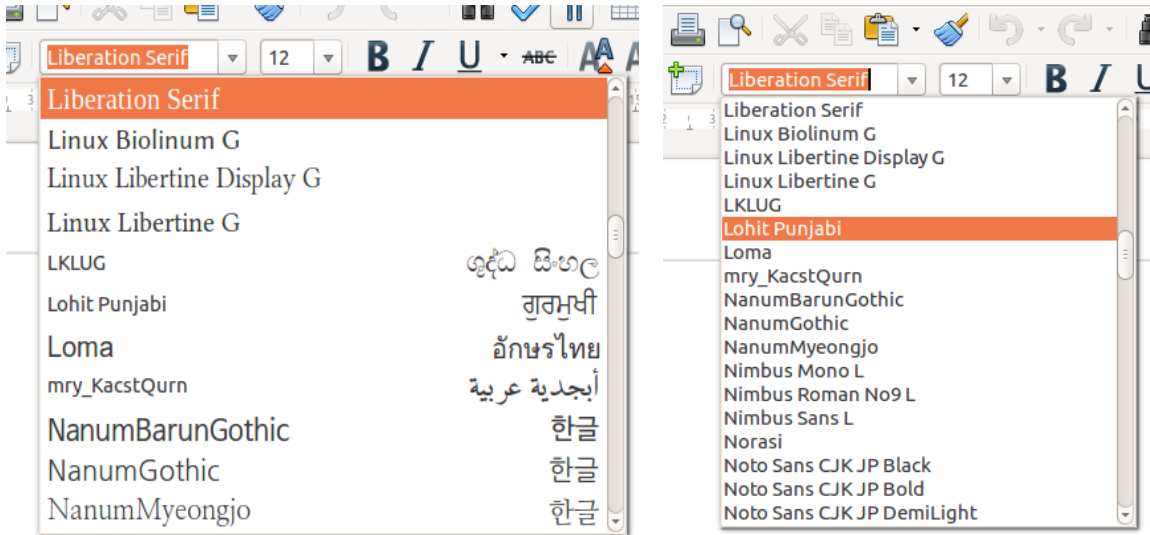 Liberation Serif 12 B I U ABC A
Liberation Serif
Linux Biolinum G
Linux Libertine Display G
Linux Libertine G
LKLUG ශුද්ධ සිංහල
Lohit Punjabi ਗੁਰਮੁਖੀ
Loma อักษรไทย
mry_KacstQurn أبجدية عربية
NanumBarunGothic 한글
NanumGothic 한글
NanumMyeongjo 한글
Liberation Serif 12 B I U
Liberation Serif
Linux Biolinum G
Linux Libertine Display G
Linux Libertine G
LKLUG
Lohit Punjabi
Loma
mry_KacstQurn
NanumBarunGothic
NanumGothic
NanumMyeongjo
Nimbus Mono L
Nimbus Roman No9 L
Nimbus Sans L
Norasi
Noto Sans CJK JP Black
Noto Sans CJK JP Bold
Noto Sans CJK JP DemiLight